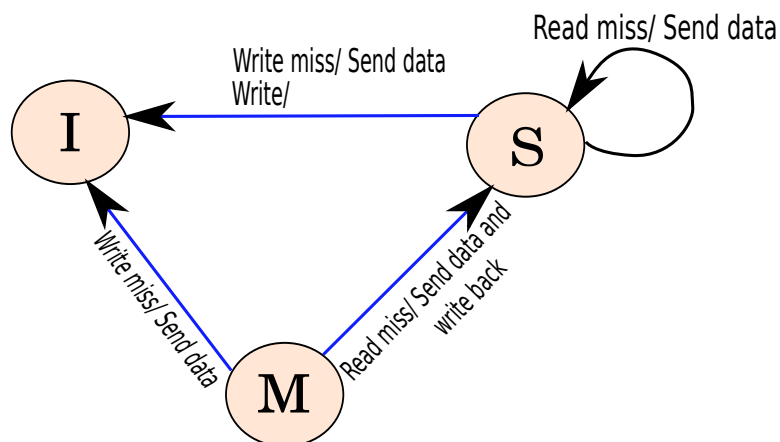 Read miss/ Send data
Write miss/ Send data
Write/
I
S
Write miss/ Send data
Read miss/ Send data and
write back
M